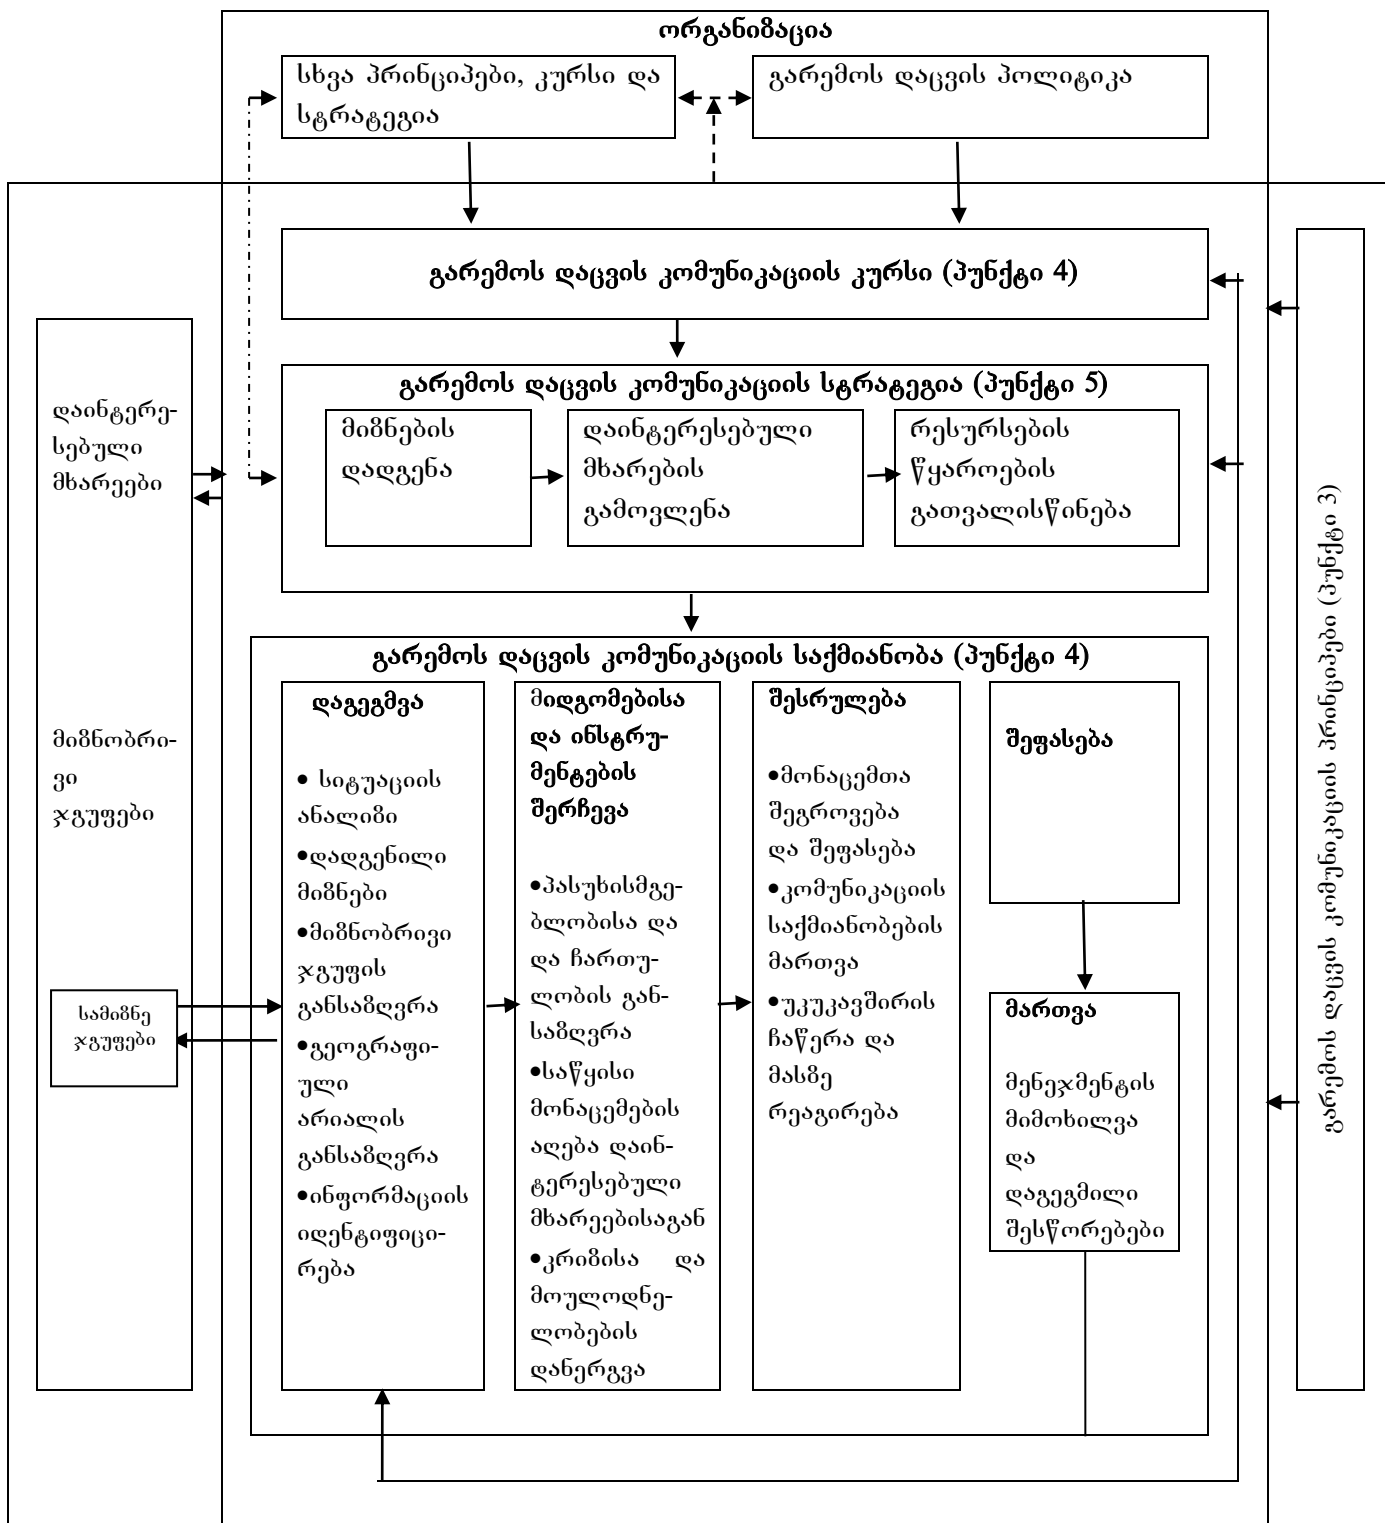 ორგანიზაცია
სხვა პრინციპები, კურსი და
სტრატეგია
გარემოს დაცვის პოლიტიკა
გარემოს დაცვის კომუნიკაციის კურსი (პუნქტი 4)
გარემოს დაცვის კომუნიკაციის სტრატეგია (პუნქტი 5)
მიზნების
დადგენა
დაინტერესებული
მხარების
გამოვლენა
რესურსების
წყაროების
გათვალისწინება
დაინტერე-
სებული
მხარეები
მიზნობრი-
ვი
ჯგუფები
სამიზნე
ჯგუფები
გარემოს დაცვის კომუნიკაციის საქმიანობა (პუნქტი 4)
დაგეგმვა
• სიტუაციის
ანალიზი
•დადგენილი
მიზნები
•მიზნობრივი
ჯგუფის
განსაზღვრა
•გეოგრაფი-
ული
არიალის
განსაზღვრა
•ინფორმაციის
იდენტიფიცი-
რება
მიდგომებისა
და ინსტრუ-
მენტების
შერჩევა
•პასუხისმგე-
ბლობისა და
და ჩართუ-
ლობის გან-
საზღვრა
•საწყისი
მონაცემების
აღება დაინ-
ტერესებული
მხარეებისაგან
•კრიზისა და
მოულოდნე-
ლობების
დანერგვა
შესრულება
•მონაცემთა
შეგროვება
და შეფასება
•კომუნიკაციის
საქმიანობების
მართვა
•უკუკავშირის
ჩაწერა და
მასზე
რეაგირება
შეფასება
მართვა
მენეჯმენტის
მიმოხილვა
და
დაგეგმილი
შესწორებები
გარემოს დაცვის კომუნიკაციის პრინციპები (პუნქტი 3)